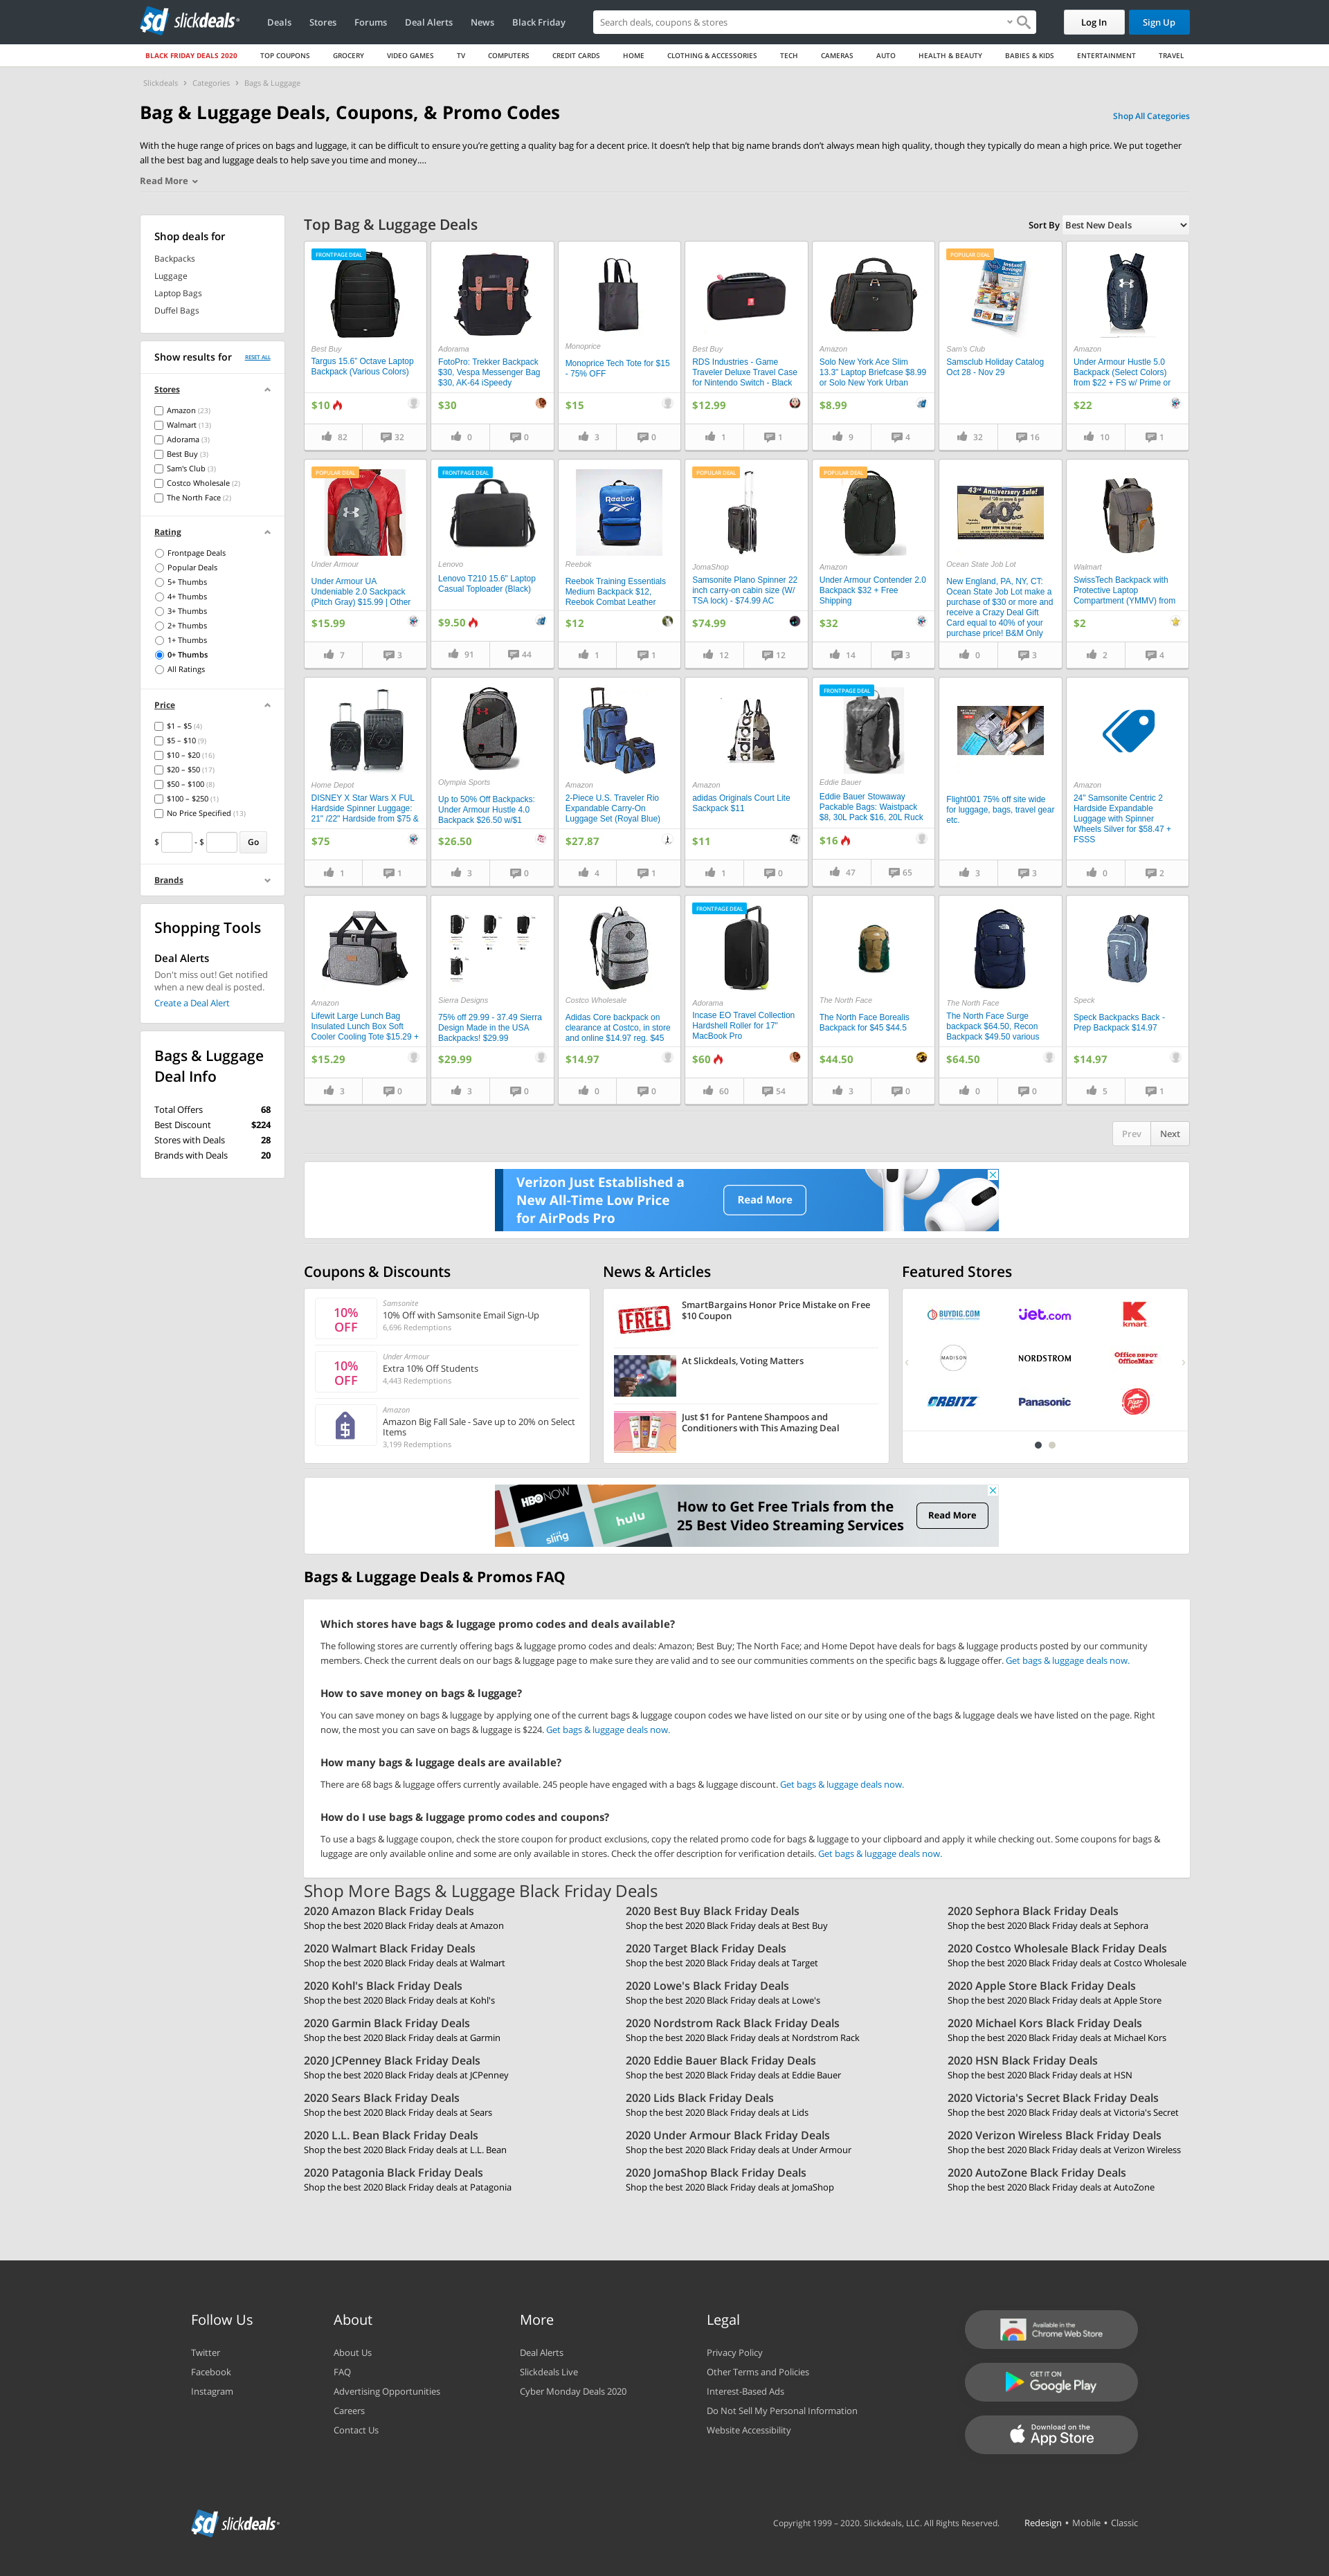 slickdeals
Deals
Stores
Forums
Deal Alerts
News
Black Friday
Search deals, coupons & stores
Log In
Sign Up
BLACK FRIDAY DEALS 2020
TOP COUPONS
GROCERY
VIDEO GAMES
TV
COMPUTERS
CREDIT CARDS
HOME
CLOTHING & ACCESSORIES
TECH
CAMERAS
AUTO
HEALTH & BEAUTY
BABIES & KIDS
ENTERTAINMENT
TRAVEL
Slickdeals > Categories > Bags & Luggage
Bag & Luggage Deals, Coupons, & Promo Codes
Shop All Categories
With the huge range of prices on bags and luggage, it can be difficult to ensure you're getting a quality bag for a decent price. It doesn't help that big name brands don't always mean high quality, though they typically do mean a high price. We put together
all the best bag and luggage deals to help save you time and money....
Read More
Shop deals for
Backpacks
Luggage
Laptop Bags
Duffel Bags
Show results for
RESET ALL
Stores
Amazon (23)
Walmart (13)
Adorama (3)
Best Buy (3)
Sam's Club (3)
Costco Wholesale (2)
The North Face (2)
Rating
Frontpage Deals
Popular Deals
5+ Thumbs
4+ Thumbs
3+ Thumbs
2+ Thumbs
1+ Thumbs
0+ Thumbs
All Ratings
Price
$1 – $5 (4)
$5 – $10 (9)
$10 – $20 (16)
$20 – $50 (17)
$50 – $100 (8)
$100 – $250 (1)
No Price Specified (13)
$ - $ Go
Brands
Shopping Tools
Deal Alerts
Don't miss out! Get notified
when a new deal is posted.
Create a Deal Alert
Bags & Luggage
Deal Info
Total Offers 68
Best Discount $224
Stores with Deals 28
Brands with Deals 20
Top Bag & Luggage Deals
Sort By Best New Deals
FRONTPAGE DEAL
Best Buy
Targus 15.6" Octave Laptop
Backpack (Various Colors)
$10
82
32
Adorama
FotoPro: Trekker Backpack
$30, Vespa Messenger Bag
$30, AK-64 iSpeedy
$30
0
0
Monoprice
Monoprice Tech Tote for $15
- 75% OFF
$15
3
0
Best Buy
RDS Industries - Game
Traveler Deluxe Travel Case
for Nintendo Switch - Black
$12.99
1
1
Amazon
Solo New York Ace Slim
13.3" Laptop Briefcase $8.99
or Solo New York Urban
$8.99
9
4
POPULAR DEAL
Instant
Savings
Sam's Club
Samsclub Holiday Catalog
Oct 28 - Nov 29
32
16
Amazon
Under Armour Hustle 5.0
Backpack (Select Colors)
from $22 + FS w/ Prime or
$22
10
1
POPULAR DEAL
Under Armour
Under Armour UA
Undeniable 2.0 Sackpack
(Pitch Gray) $15.99 | Other
$15.99
7
3
FRONTPAGE DEAL
Lenovo
Lenovo T210 15.6" Laptop
Casual Toploader (Black)
$9.50
91
44
Reebok
Reebok
Reebok Training Essentials
Medium Backpack $12,
Reebok Combat Leather
$12
1
1
POPULAR DEAL
JomaShop
Samsonite Plano Spinner 22
inch carry-on cabin size (W/
TSA lock) - $74.99 AC
$74.99
12
12
POPULAR DEAL
Amazon
Under Armour Contender 2.0
Backpack $32 + Free
Shipping
$32
14
3
43rd Anniversary Sale!
40%
Ocean State Job Lot
New England, PA, NY, CT:
Ocean State Job Lot make a
purchase of $30 or more and
receive a Crazy Deal Gift
Card equal to 40% of your
purchase price! B&M Only
0
3
Walmart
SwissTech Backpack with
Protective Laptop
Compartment (YMMV) from
$2
2
4
Home Depot
DISNEY X Star Wars X FUL
Hardside Spinner Luggage:
21" /22" Hardside from $75 &
$75
1
1
Olympia Sports
Up to 50% Off Backpacks:
Under Armour Hustle 4.0
Backpack $26.50 w/$1
$26.50
3
0
Amazon
2-Piece U.S. Traveler Rio
Expandable Carry-On
Luggage Set (Royal Blue)
$27.87
4
1
adidas
Amazon
adidas Originals Court Lite
Sackpack $11
$11
1
0
FRONTPAGE DEAL
Eddie Bauer
Eddie Bauer Stowaway
Packable Bags: Waistpack
$8, 30L Pack $16, 20L Ruck
$16
47
65
Flight001 75% off site wide
for luggage, bags, travel gear
etc.
3
3
Amazon
24" Samsonite Centric 2
Hardside Expandable
Luggage with Spinner
Wheels Silver for $58.47 +
FSSS
0
2
Amazon
Lifewit Large Lunch Bag
Insulated Lunch Box Soft
Cooler Cooling Tote $15.29 +
$15.29
3
0
Sierra Designs
75% off 29.99 - 37.49 Sierra
Design Made in the USA
Backpacks! $29.99
$29.99
3
0
Costco Wholesale
Adidas Core backpack on
clearance at Costco, in store
and online $14.97 reg. $45
$14.97
0
0
FRONTPAGE DEAL
Adorama
Incase EO Travel Collection
Hardshell Roller for 17"
MacBook Pro
$60
60
54
The North Face
The North Face Borealis
Backpack for $45 $44.5
$44.50
3
0
The North Face
The North Face Surge
backpack $64.50, Recon
Backpack $49.50 various
$64.50
0
0
Speck
Speck Backpacks Back -
Prep Backpack $14.97
$14.97
5
1
Prev
Next
Verizon Just Established a
New All-Time Low Price
for AirPods Pro
Read More
Coupons & Discounts
10%
OFF
Samsonite
10% Off with Samsonite Email Sign-Up
6,696 Redemptions
10%
OFF
Under Armour
Extra 10% Off Students
4,443 Redemptions
$
Amazon
Amazon Big Fall Sale - Save up to 20% on Select
Items
3,199 Redemptions
News & Articles
FREE
SmartBargains Honor Price Mistake on Free
$10 Coupon
At Slickdeals, Voting Matters
Just $1 for Pantene Shampoos and
Conditioners with This Amazing Deal
Featured Stores
BUYDIG.COM
Jet.com
kmart
MADISON
NORDSTROM
Office DEPOT
OfficeMax
ORBITZ
Panasonic
Pizza Hut
HBO NOW
sling
hulu
How to Get Free Trials from the
25 Best Video Streaming Services
Read More
Bags & Luggage Deals & Promos FAQ
Which stores have bags & luggage promo codes and deals available?
The following stores are currently offering bags & luggage promo codes and deals: Amazon; Best Buy; The North Face; and Home Depot have deals for bags & luggage products posted by our community
members. Check the current deals on our bags & luggage page to make sure they are valid and to see our communities comments on the specific bags & luggage offer. Get bags & luggage deals now.
How to save money on bags & luggage?
You can save money on bags & luggage by applying one of the current bags & luggage coupon codes we have listed on our site or by using one of the bags & luggage deals we have listed on the page. Right
now, the most you can save on bags & luggage is $224. Get bags & luggage deals now.
How many bags & luggage deals are available?
There are 68 bags & luggage offers currently available. 245 people have engaged with a bags & luggage discount. Get bags & luggage deals now.
How do I use bags & luggage promo codes and coupons?
To use a bags & luggage coupon, check the store coupon for product exclusions, copy the related promo code for bags & luggage to your clipboard and apply it while checking out. Some coupons for bags &
luggage are only available online and some are only available in stores. Check the offer description for verification details. Get bags & luggage deals now.
Shop More Bags & Luggage Black Friday Deals
2020 Amazon Black Friday Deals
Shop the best 2020 Black Friday deals at Amazon
2020 Best Buy Black Friday Deals
Shop the best 2020 Black Friday deals at Best Buy
2020 Sephora Black Friday Deals
Shop the best 2020 Black Friday deals at Sephora
2020 Walmart Black Friday Deals
Shop the best 2020 Black Friday deals at Walmart
2020 Target Black Friday Deals
Shop the best 2020 Black Friday deals at Target
2020 Costco Wholesale Black Friday Deals
Shop the best 2020 Black Friday deals at Costco Wholesale
2020 Kohl's Black Friday Deals
Shop the best 2020 Black Friday deals at Kohl's
2020 Lowe's Black Friday Deals
Shop the best 2020 Black Friday deals at Lowe's
2020 Apple Store Black Friday Deals
Shop the best 2020 Black Friday deals at Apple Store
2020 Garmin Black Friday Deals
Shop the best 2020 Black Friday deals at Garmin
2020 Nordstrom Rack Black Friday Deals
Shop the best 2020 Black Friday deals at Nordstrom Rack
2020 Michael Kors Black Friday Deals
Shop the best 2020 Black Friday deals at Michael Kors
2020 JCPenney Black Friday Deals
Shop the best 2020 Black Friday deals at JCPenney
2020 Eddie Bauer Black Friday Deals
Shop the best 2020 Black Friday deals at Eddie Bauer
2020 HSN Black Friday Deals
Shop the best 2020 Black Friday deals at HSN
2020 Sears Black Friday Deals
Shop the best 2020 Black Friday deals at Sears
2020 Lids Black Friday Deals
Shop the best 2020 Black Friday deals at Lids
2020 Victoria's Secret Black Friday Deals
Shop the best 2020 Black Friday deals at Victoria's Secret
2020 L.L. Bean Black Friday Deals
Shop the best 2020 Black Friday deals at L.L. Bean
2020 Under Armour Black Friday Deals
Shop the best 2020 Black Friday deals at Under Armour
2020 Verizon Wireless Black Friday Deals
Shop the best 2020 Black Friday deals at Verizon Wireless
2020 Patagonia Black Friday Deals
Shop the best 2020 Black Friday deals at Patagonia
2020 JomaShop Black Friday Deals
Shop the best 2020 Black Friday deals at JomaShop
2020 AutoZone Black Friday Deals
Shop the best 2020 Black Friday deals at AutoZone
Follow Us
Twitter
Facebook
Instagram
About
About Us
FAQ
Advertising Opportunities
Careers
Contact Us
More
Deal Alerts
Slickdeals Live
Cyber Monday Deals 2020
Legal
Privacy Policy
Other Terms and Policies
Interest-Based Ads
Do Not Sell My Personal Information
Website Accessibility
Available in the
Chrome Web Store
GET IT ON
Google Play
Download on the
App Store
slickdeals
Copyright 1999 – 2020. Slickdeals, LLC. All Rights Reserved.
Redesign • Mobile • Classic